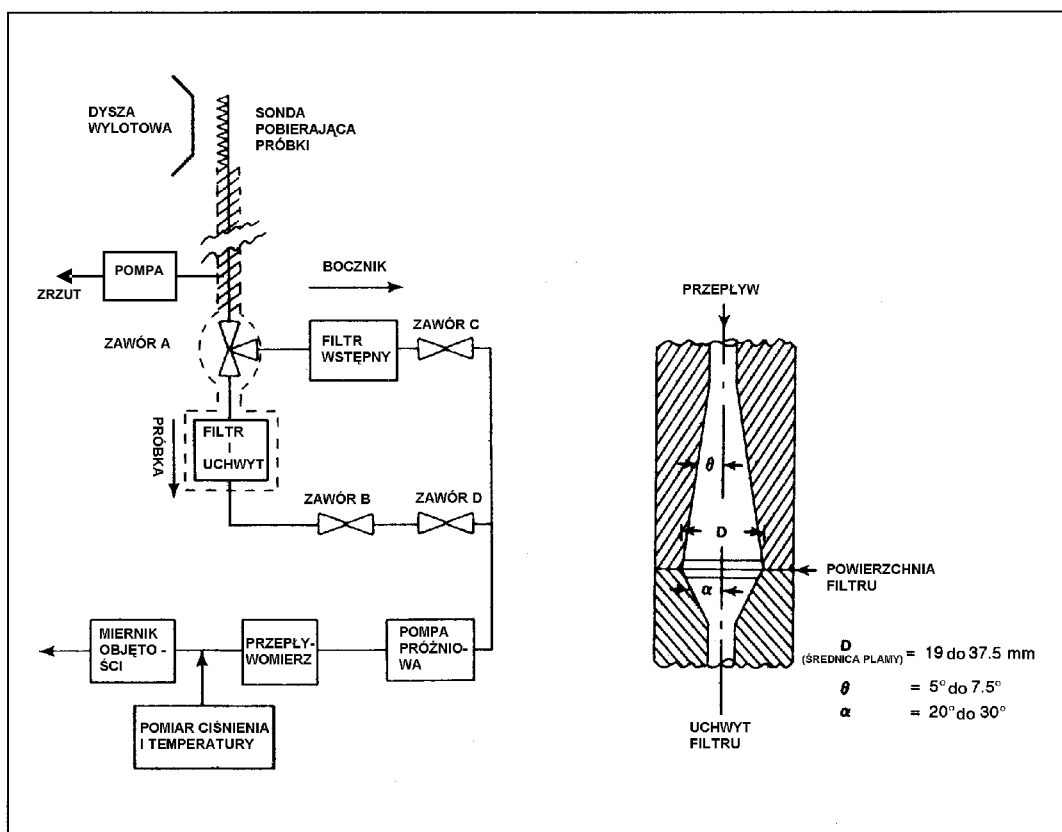 DYSZA
WYLOTOWA
SONDA
POBIERAJĄCA
PRÓBKI
POMPA
ZRZUT
BOCZNIK
ZAWÓR A
FILTR
WSTĘPNY
ZAWÓR C
PRÓBKA
FILTR
UCHWYT
ZAWÓR B
ZAWÓR D
MIERNIK
OBJĘTO -
ŚCI
PRZEPŁY-
WOMIERZ
POMPA
PRÓŻNIO-
WA
POMIAR CIŚNIENIA
I TEMPERATURY
PRZEPŁYW
θ
D
α
POWIERZCHNIA
FILTRU
UCHWYT
FILTRU
D
(ŚREDNICA PLAMY) = 19 do 37.5 mm
θ = 5° do 7.5°
α = 20° do 30°